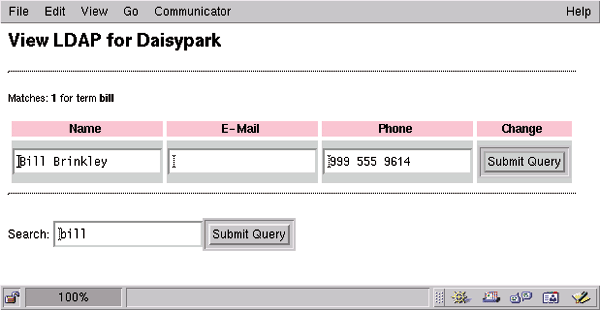 File Edit View Go Communicator Help
View LDAP for Daisypark
Matches: 1 for term bill
Name E-Mail Phone Change
Bill Brinkley 999 555 9614 Submit Query
Search: bill Submit Query
100%